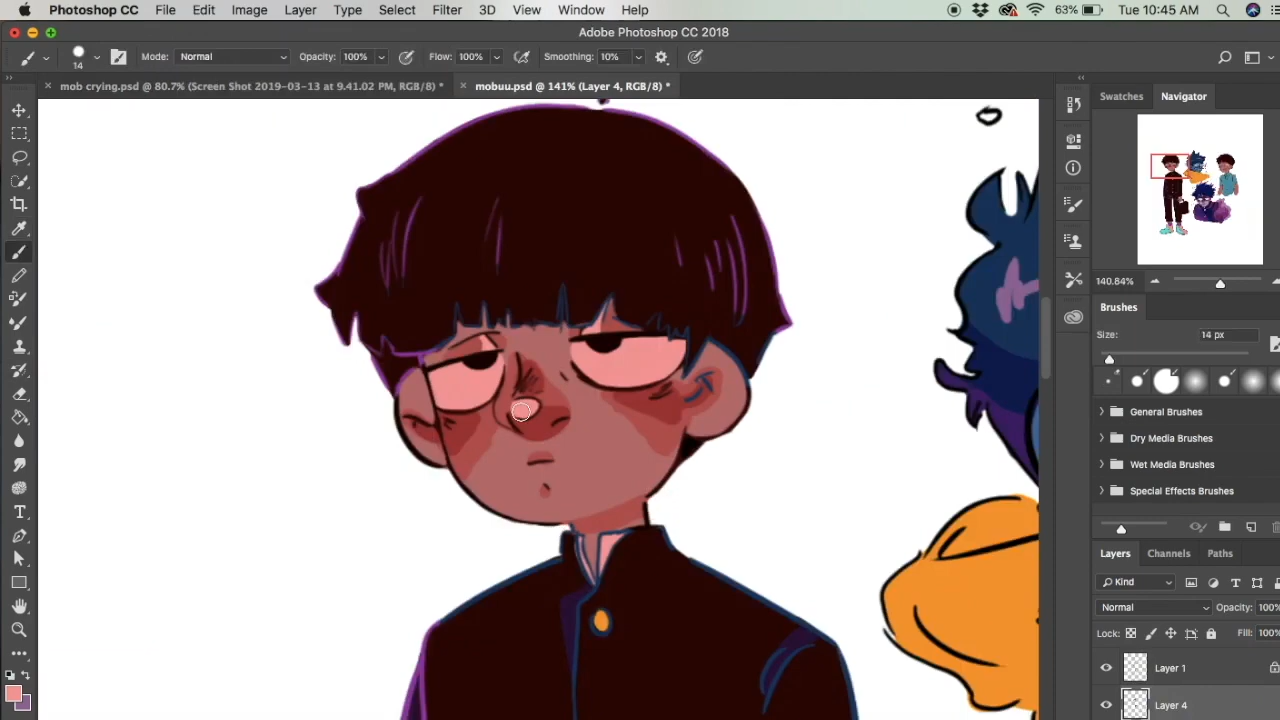 Photoshop CC File Edit Image Layer Type Select Filter 3D View Window Help 63% Tue 10:45 AM
Adobe Photoshop CC 2018
14 Mode: Normal Opacity: 100% Flow: 100% Smoothing: 10%
mob crying.psd @ 80.7% (Screen Shot 2019-03-13 at 9.41.02 PM, RGB/8) * mobuu.psd @ 141% (Layer 4, RGB/8) *
Swatches Navigator
140.84%
Brushes
Size: 14 px
General Brushes
Dry Media Brushes
Wet Media Brushes
Special Effects Brushes
Layers Channels Paths
Kind
Normal Opacity: 100%
Lock: Fill: 100%
Layer 1
Layer 4